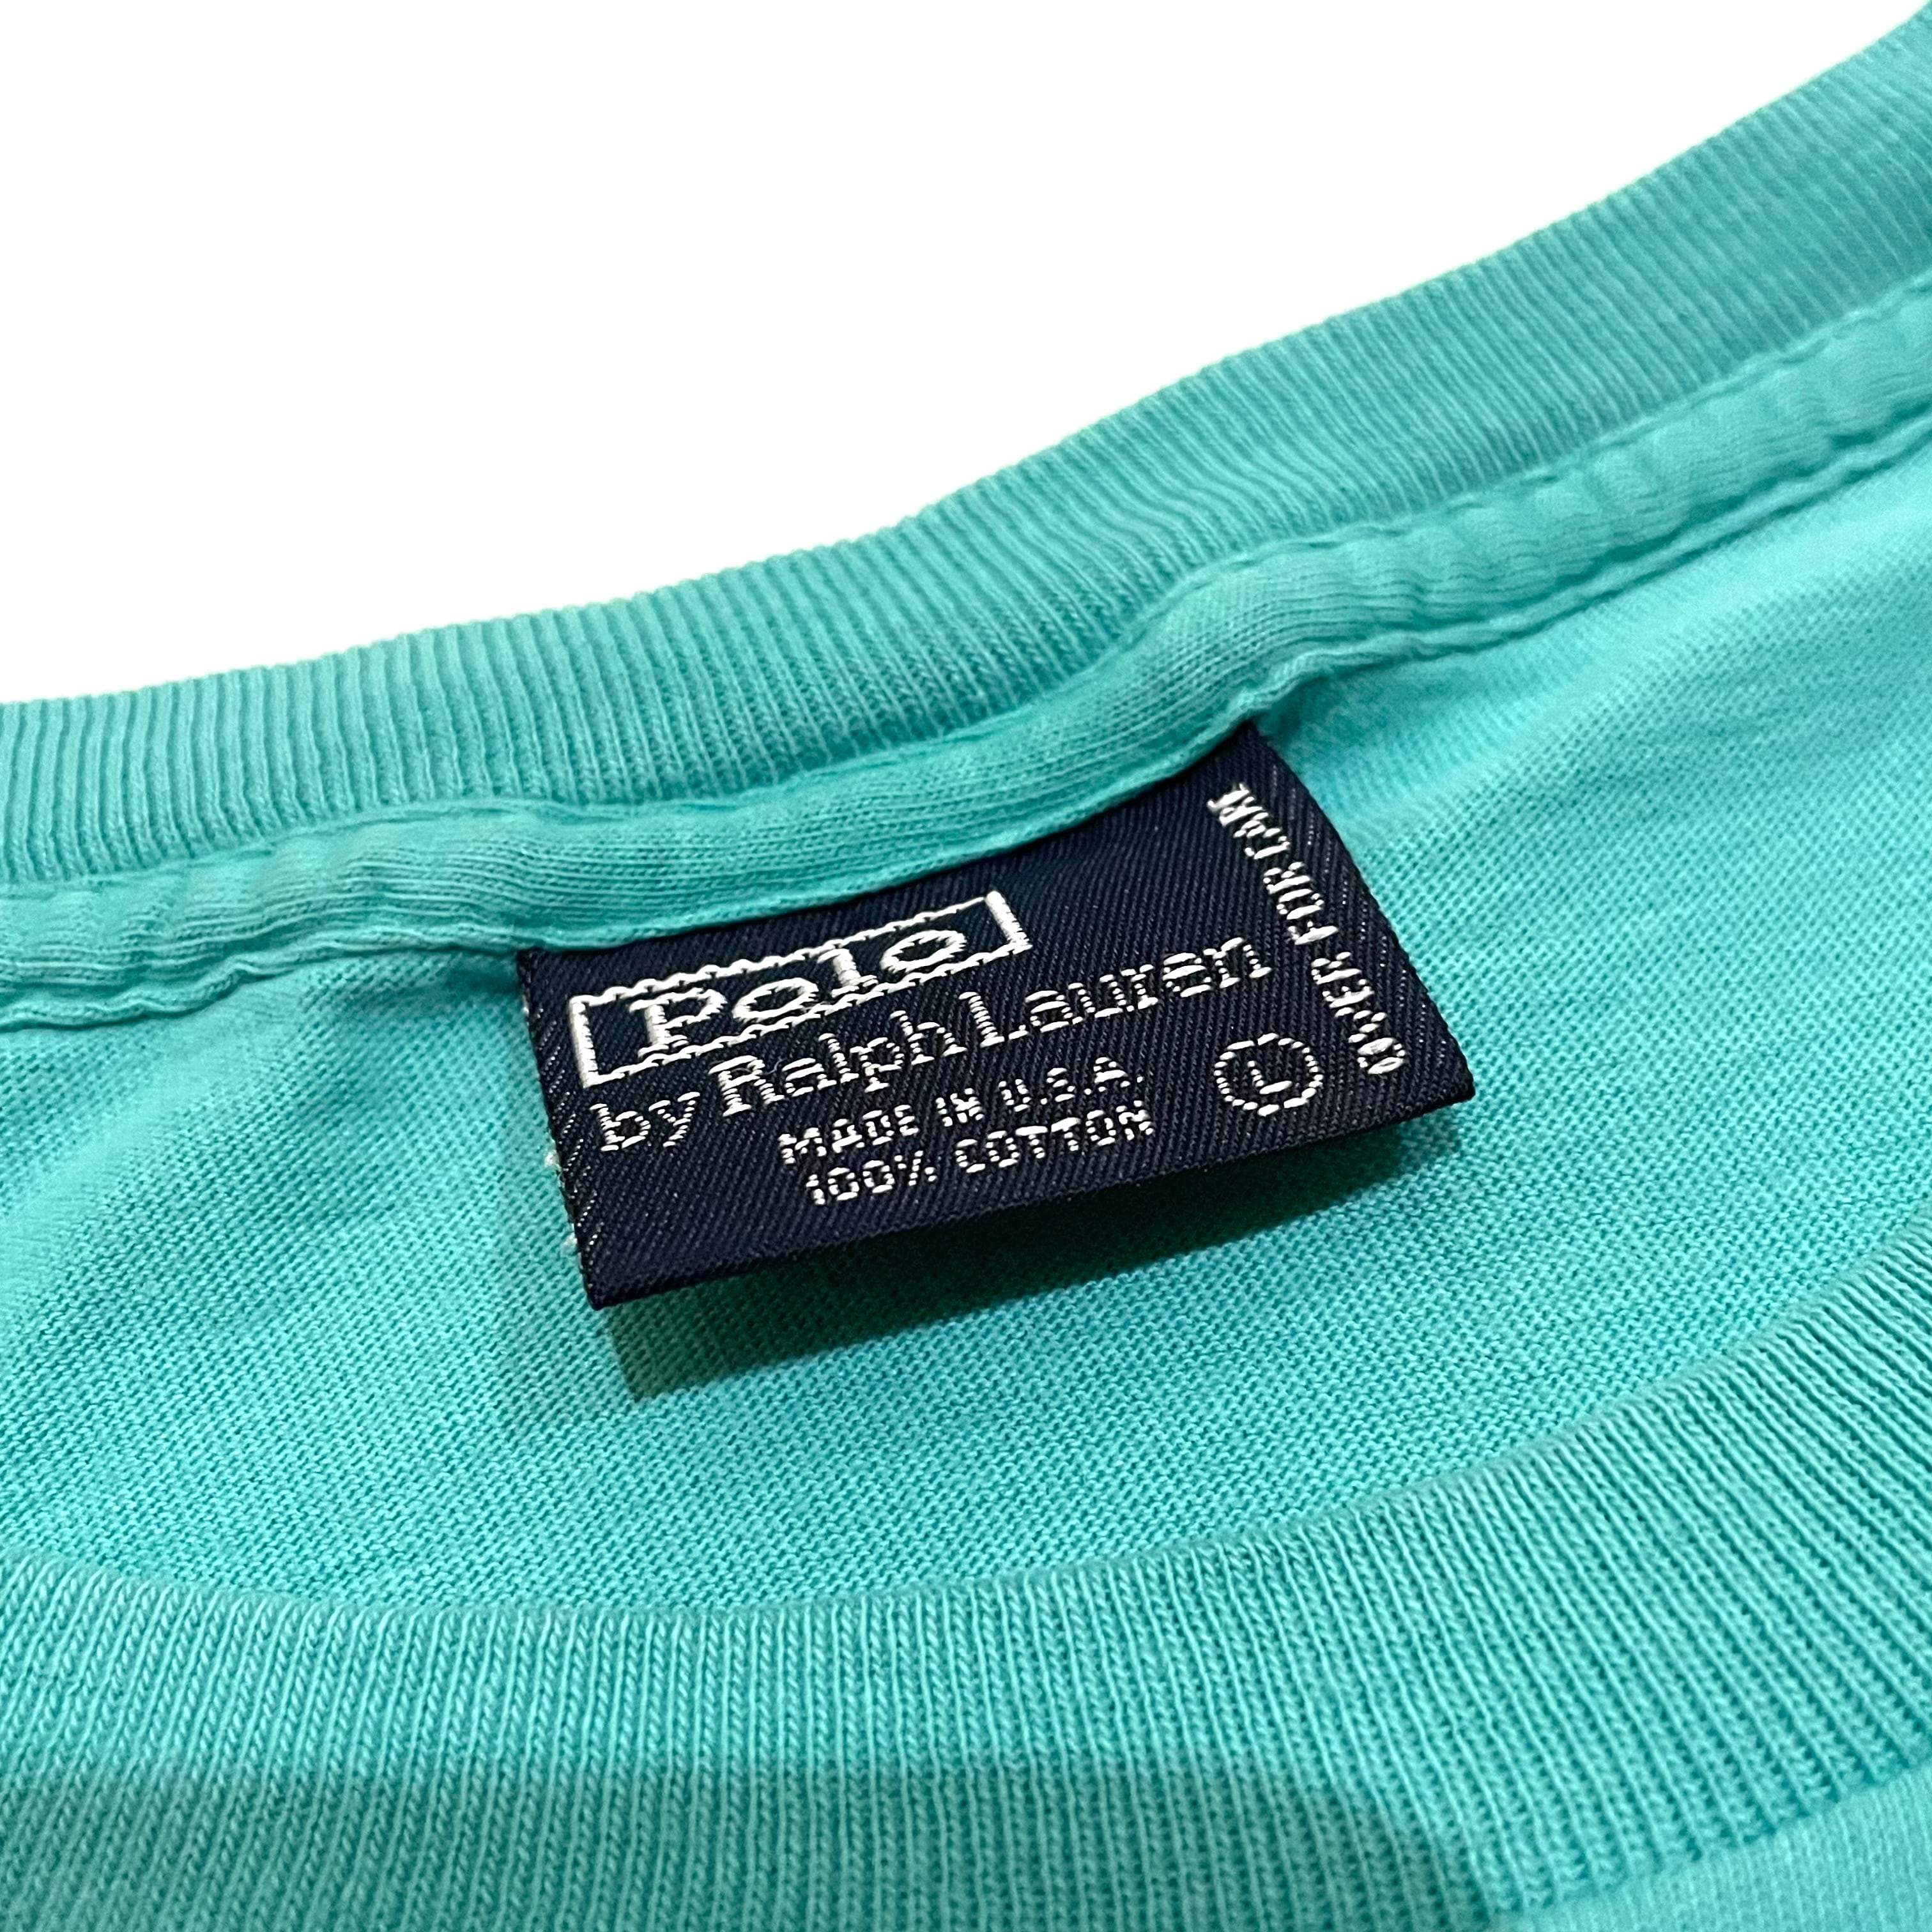 Polo
by Ralph Lauren
MADE IN U.S.A.
100% COTTON
L
OVER FOR CARE